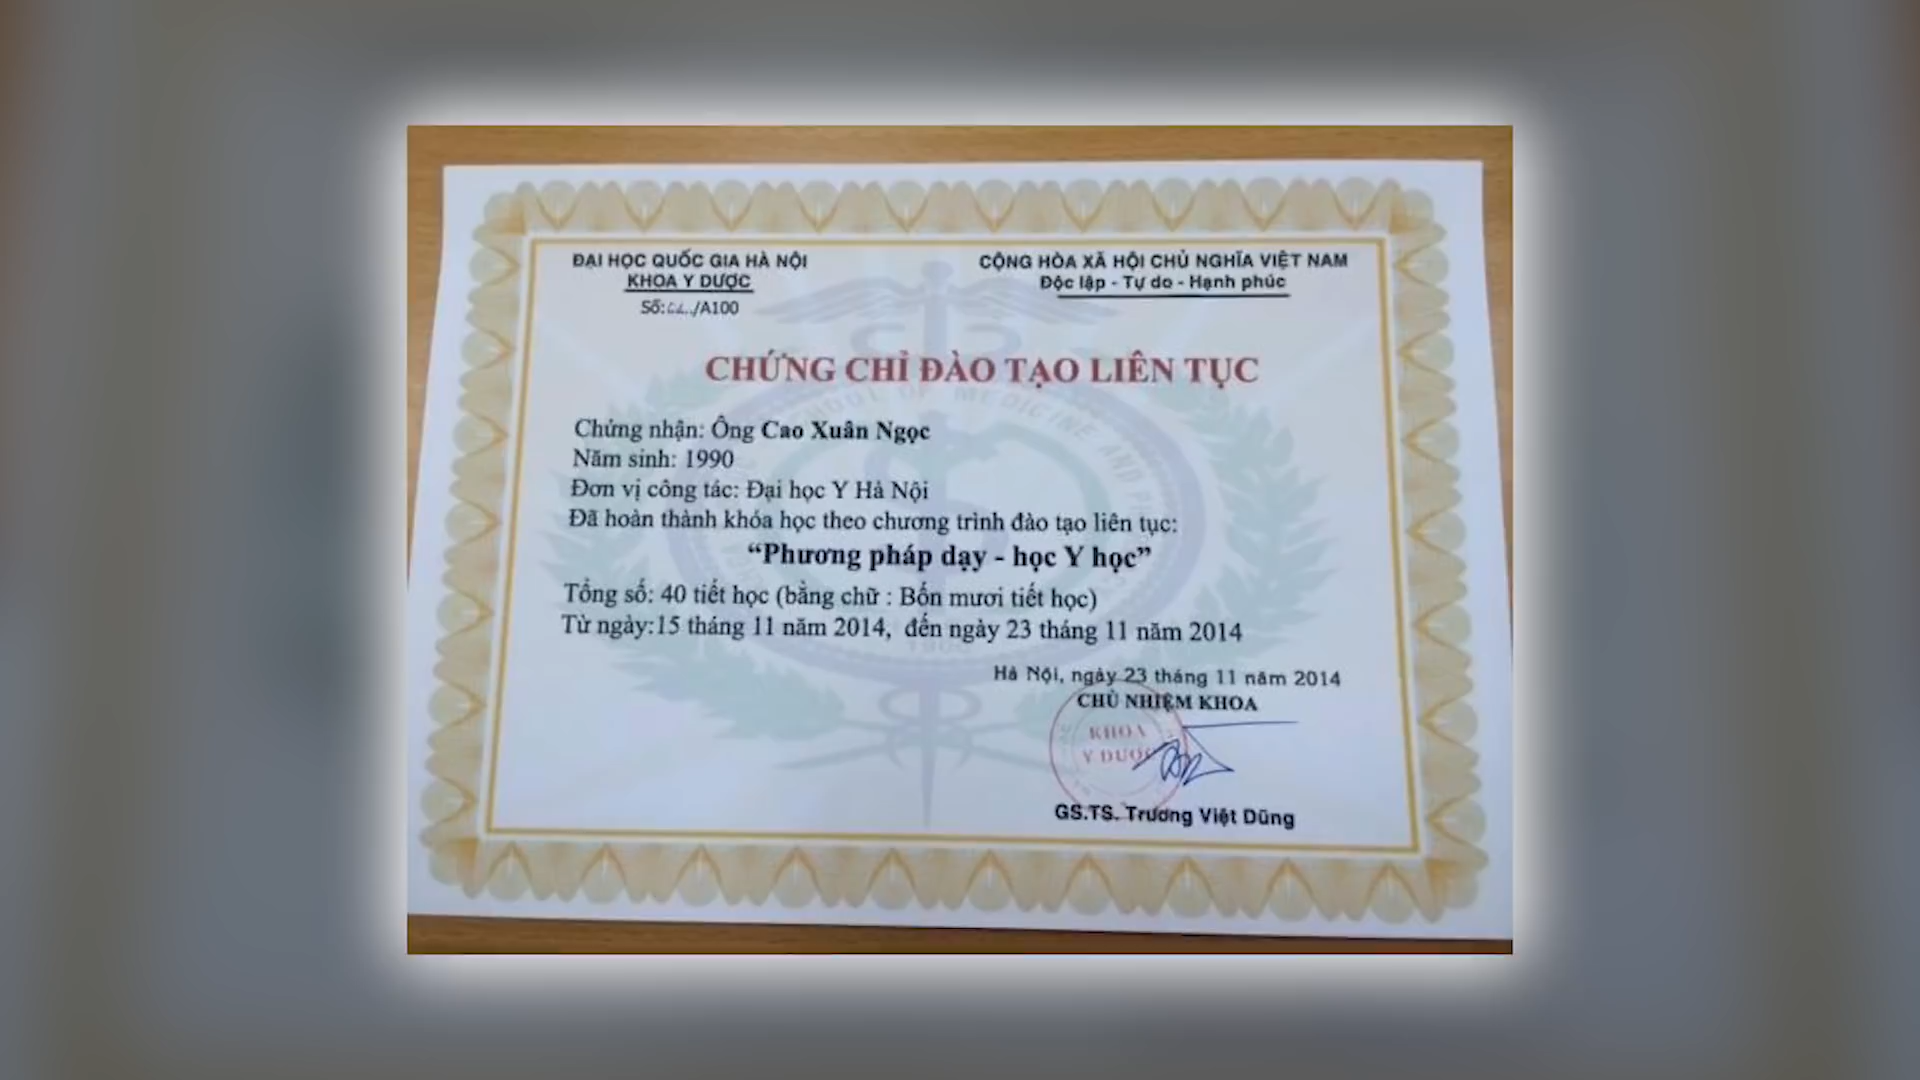 ĐẠI HỌC QUỐC GIA HÀ NỘI
KHOA Y DƯỢC
Số: /A100
CỘNG HÒA XÃ HỘI CHỦ NGHĨA VIỆT NAM
Độc lập - Tự do - Hạnh phúc
CHỨNG CHỈ ĐÀO TẠO LIÊN TỤC
SCHOOL OF MEDICINE AND
Chứng nhận: Ông Cao Xuân Ngọc
Năm sinh: 1990
Đơn vị công tác: Đại học Y Hà Nội
Đã hoàn thành khóa học theo chương trình đào tạo liên tục:
“Phương pháp dạy - học Y học”
Tổng số: 40 tiết học (bằng chữ : Bốn mươi tiết học)
Từ ngày:15 tháng 11 năm 2014, đến ngày 23 tháng 11 năm 2014
Hà Nội, ngày 23 tháng 11 năm 2014
CHỦ NHIỆM KHOA
KHOA
Y DƯỢC
GS.TS. Trương Việt Dũng